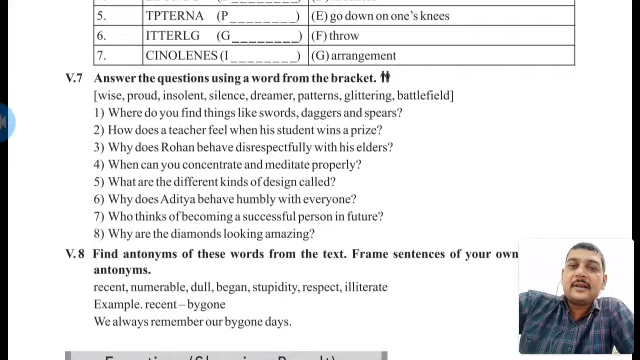 5. TPTERNA (P________) (E) go down on one's knees
6. ITTERLG (G________) (F) throw
7. CINOLENES (I________) (G) arrangement
V.7 Answer the questions using a word from the bracket.
[wise, proud, insolent, silence, dreamer, patterns, glittering, battlefield]
1) Where do you find things like swords, daggers and spears?
2) How does a teacher feel when his student wins a prize?
3) Why does Rohan behave disrespectfully with his elders?
4) When can you concentrate and meditate properly?
5) What are the different kinds of design called?
6) Why does Aditya behave humbly with everyone?
7) Who thinks of becoming a successful person in future?
8) Why are the diamonds looking amazing?
V.8 Find antonyms of these words from the text. Frame sentences of your own
antonyms.
recent, numerable, dull, began, stupidity, respect, illiterate
Example. recent – bygone
We always remember our bygone days.